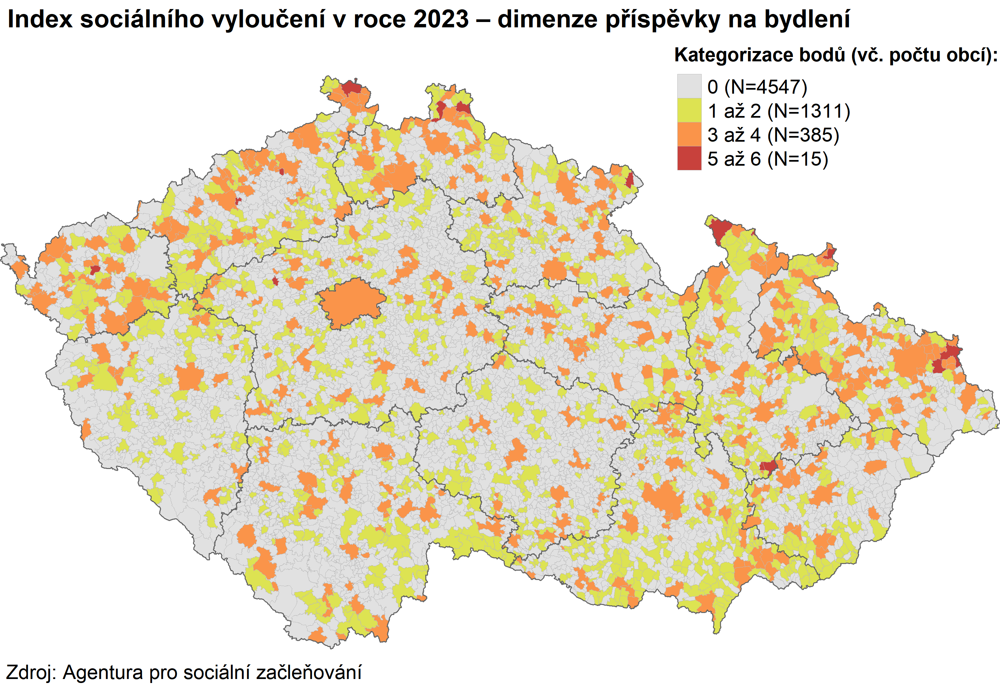 Index sociálního vyloučení v roce 2023 – dimenze příspěvky na bydlení
Kategorizace bodů (vč. počtu obcí):
0 (N=4547)
1 až 2 (N=1311)
3 až 4 (N=385)
5 až 6 (N=15)
Zdroj: Agentura pro sociální začleňování